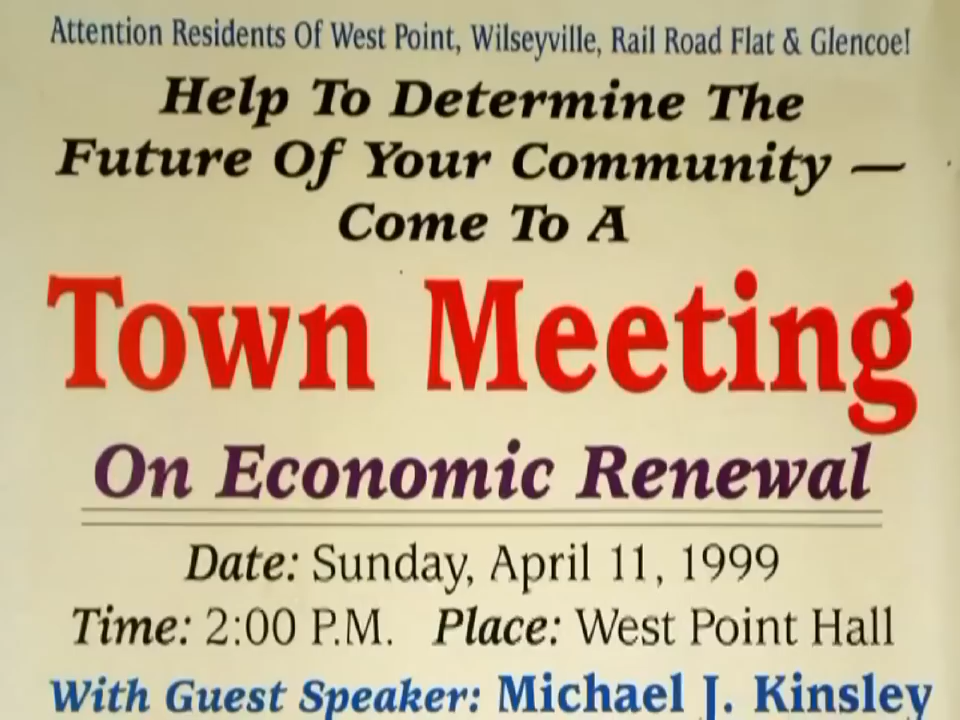 Attention Residents Of West Point, Wilseyville, Rail Road Flat & Glencoe!
Help To Determine The
Future Of Your Community —
Come To A
Town Meeting
On Economic Renewal
Date: Sunday, April 11, 1999
Time: 2:00 P.M. Place: West Point Hall
With Guest Speaker: Michael J. Kinsley